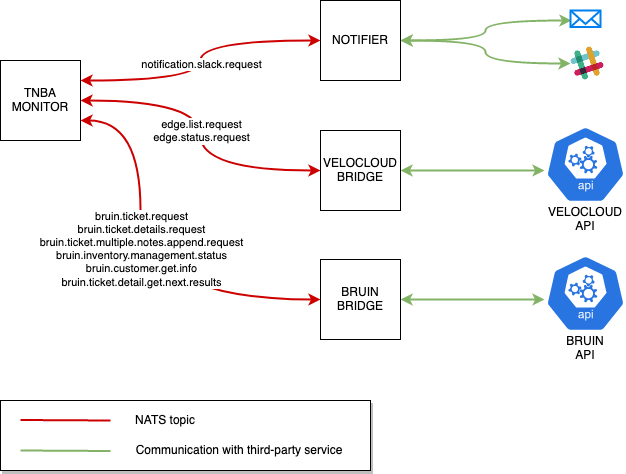 NOTIFIER
notification.slack.request
TNBA
MONITOR
edge.list.request
edge.status.request
VELOCLOUD
BRIDGE
api
VELOCLOUD
API
bruin.ticket.request
bruin.ticket.details.request
bruin.ticket.multiple.notes.append.request
bruin.inventory.management.status
bruin.customer.get.info
bruin.ticket.detail.get.next.results
BRUIN
BRIDGE
api
BRUIN
API
NATS topic
Communication with third-party service